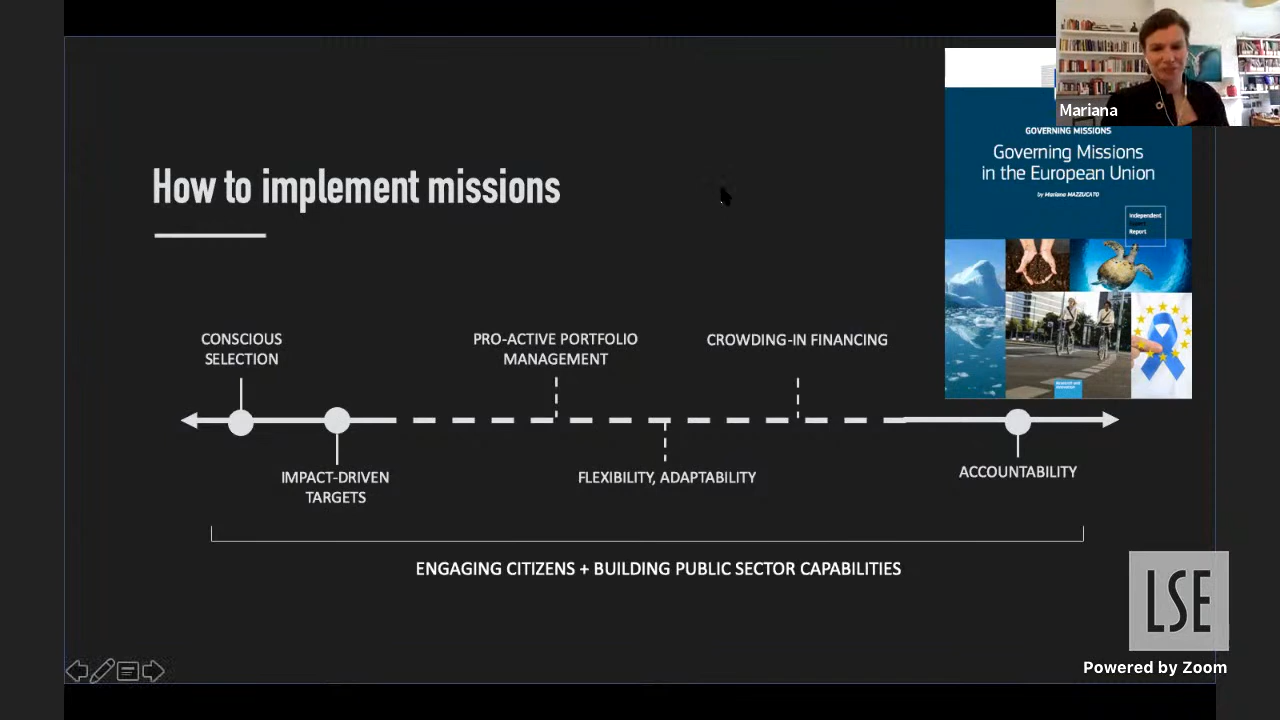 Mariana
GOVERNING MISSIONS
Governing Missions
in the European Union
by Mariana MAZZUCATO
Independent
Report
How to implement missions
CONSCIOUS
SELECTION
PRO-ACTIVE PORTFOLIO
MANAGEMENT
CROWDING-IN FINANCING
IMPACT-DRIVEN
TARGETS
FLEXIBILITY, ADAPTABILITY
ACCOUNTABILITY
ENGAGING CITIZENS + BUILDING PUBLIC SECTOR CAPABILITIES
LSE
Powered by Zoom